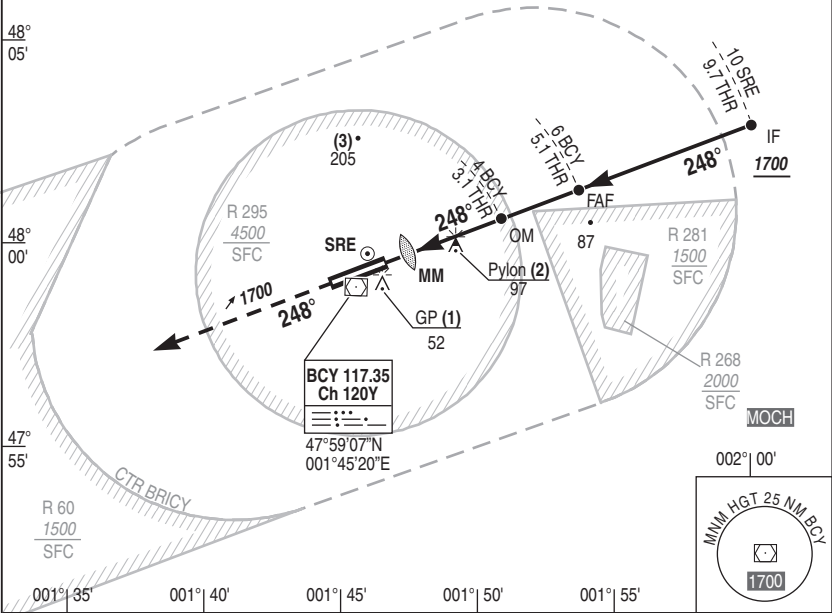 48°
05'
10 SRE
9.7 THR
IF
1700
248°
6 BCY
5.1 THR
FAF
87
(3)
205
4 BCY
3.1 THR
248°
OM
R 295
4500
SFC
48°
00'
SRE
MM
Pylon (2)
97
R 281
1500
SFC
1700
248°
GP (1)
52
R 268
2000
SFC
BCY 117.35
Ch 120Y
47°59'07"N
001°45'20"E
MOCH
47°
55'
CTR BRICY
R 60
1500
SFC
002° 00'
MNM HGT 25 NM BCY
1700
001° 35'
001° 40'
001° 45'
001° 50'
001° 55'